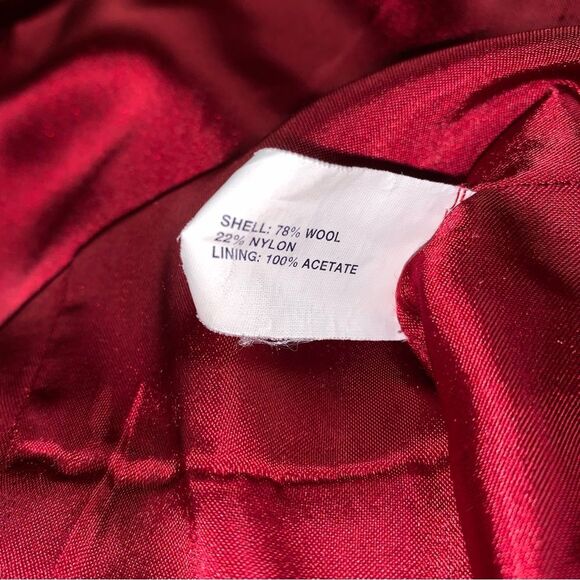 SHELL: 78% WOOL
22% NYLON
LINING: 100% ACETATE